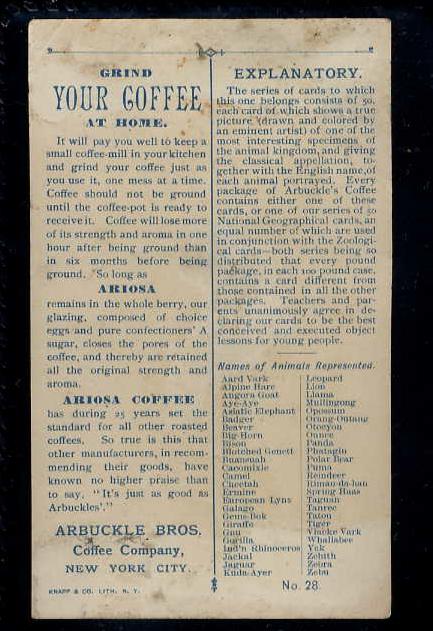 GRIND
YOUR COFFEE
AT HOME.
It will pay you well to keep a
small coffee-mill in your kitchen
and grind your coffee just as
you use it, one mess at a time.
Coffee should not be ground
until the coffee-pot is ready to
receive it. Coffee will lose more
of its strength and aroma in one
hour after being ground than
in six months before being
ground. So long as
ARIOSA
remains in the whole berry, our
glazing, composed of choice
eggs and pure confectioners' A
sugar, closes the pores of the
coffee, and thereby are retained
all the original strength and
aroma.
ARIOSA COFFEE
has during 25 years set the
standard for all other roasted
coffees. So true is this that
other manufacturers, in recom-
mending their goods, have
known no higher praise than
to say, "It's just as good as
Arbuckles'."
ARBUCKLE BROS.
Coffee Company,
NEW YORK CITY.
KNAPP & CO. LITH. N. Y.
EXPLANATORY.
The series of cards to which
this one belongs consists of 50,
each card of which shows a true
picture (drawn and colored by
an eminent artist) of one of the
most interesting specimens of
the animal kingdom, and giving
the classical appellation, to-
gether with the English name, of
each animal portrayed. Every
package of Arbuckle's Coffee
contains either one of these
cards, or one of our series of 50
National Geographical cards, an
equal number of which are used
in conjunction with the Zoologi-
cal cards—both series being so
distributed that every pound
package, in each 100 pound case,
contains a card different from
those contained in all the other
packages. Teachers and par-
ents unanimously agree in de-
claring our cards to be the best
conceived and executed object
lessons for young people.
Names of Animals Represented.
Aard Vark
Alpine Hare
Angora Goat
Aye-Aye
Asiatic Elephant
Badger
Beaver
Big-Horn
Bison
Blotched Genett
Buansuah
Cacomixle
Camel
Cheetah
Ermine
European Lynx
Galago
Gems-Bok
Giraffe
Gnu
Gorilla
Ind'n Rhinoceros
Jackal
Jaguar
Kuda-Ayer
Leopard
Lion
Llama
Mullingong
Opossum
Orang-Outang
Otocyon
Ounce
Panda
Phatagin
Polar Bear
Puma
Reindeer
Rimau-da-han
Spring Haas
Taguan
Tanrec
Tatou
Tiger
Vlacke Vark
Whallabee
Yak
Zenith
Zebra
Zebu
No. 28.